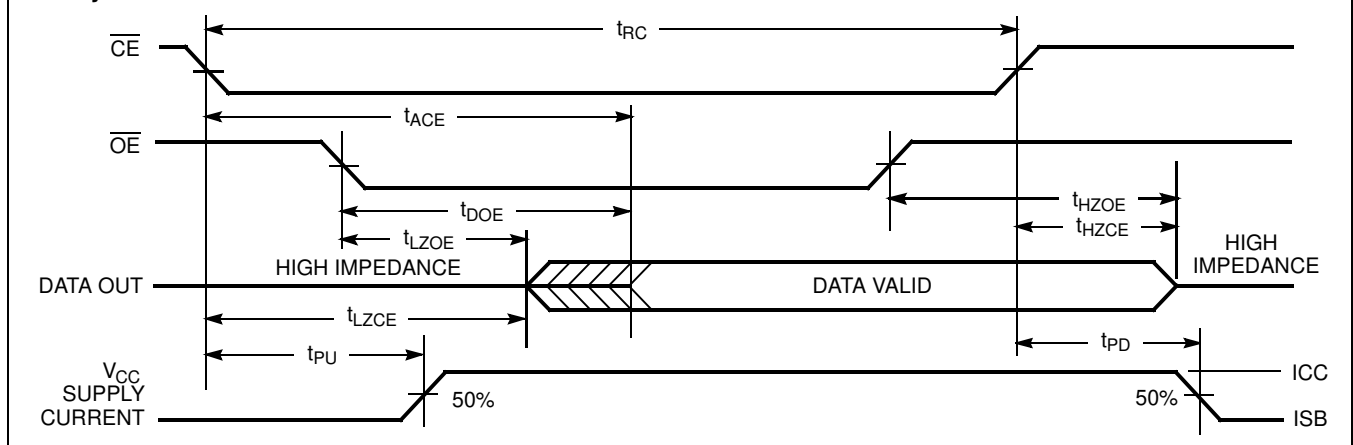 tRC
CE
tACE
OE
tDOE
tHZOE
tLZOE
tHZCE
HIGH
IMPEDANCE
HIGH IMPEDANCE
DATA OUT
DATA VALID
tLZCE
tPU
tPD
VCC
SUPPLY
CURRENT
50%
50%
ICC
ISB